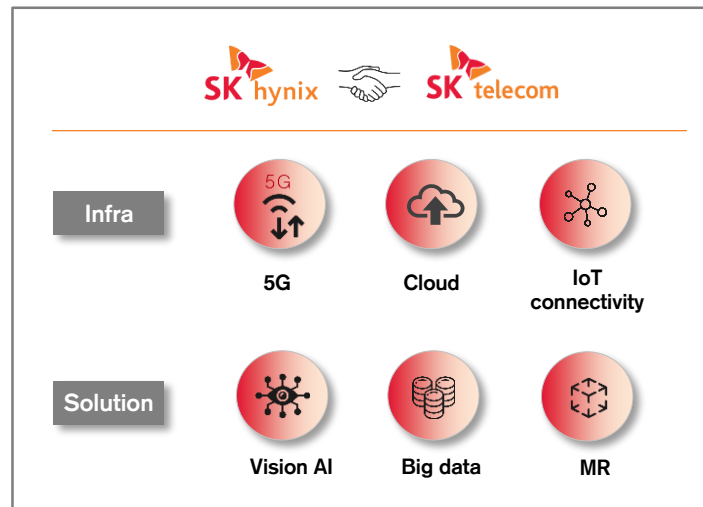 SK hynix SK telecom
Infra
5G
5G Cloud IoT
connectivity
Solution
Vision AI Big data MR